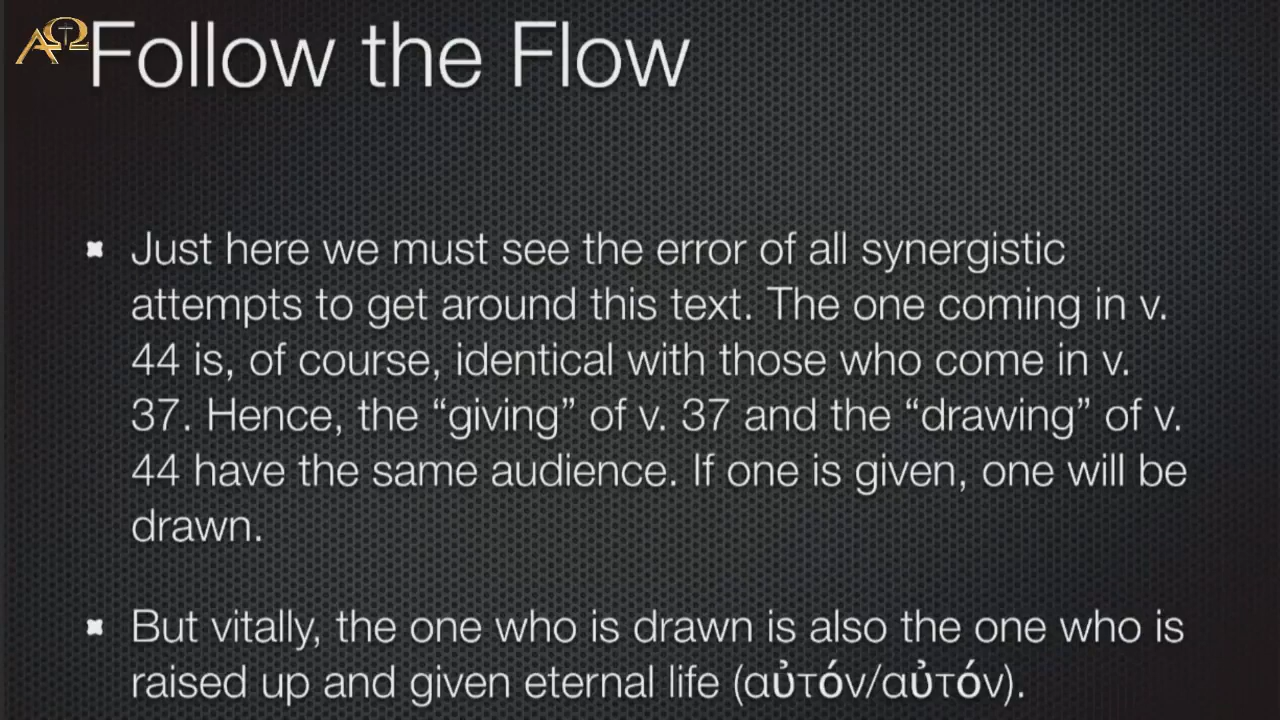 ΑΩ
Follow the Flow
Just here we must see the error of all synergistic
attempts to get around this text. The one coming in v.
44 is, of course, identical with those who come in v.
37. Hence, the “giving” of v. 37 and the “drawing” of v.
44 have the same audience. If one is given, one will be
drawn.
But vitally, the one who is drawn is also the one who is
raised up and given eternal life (αὐτόν/αὐτόν).